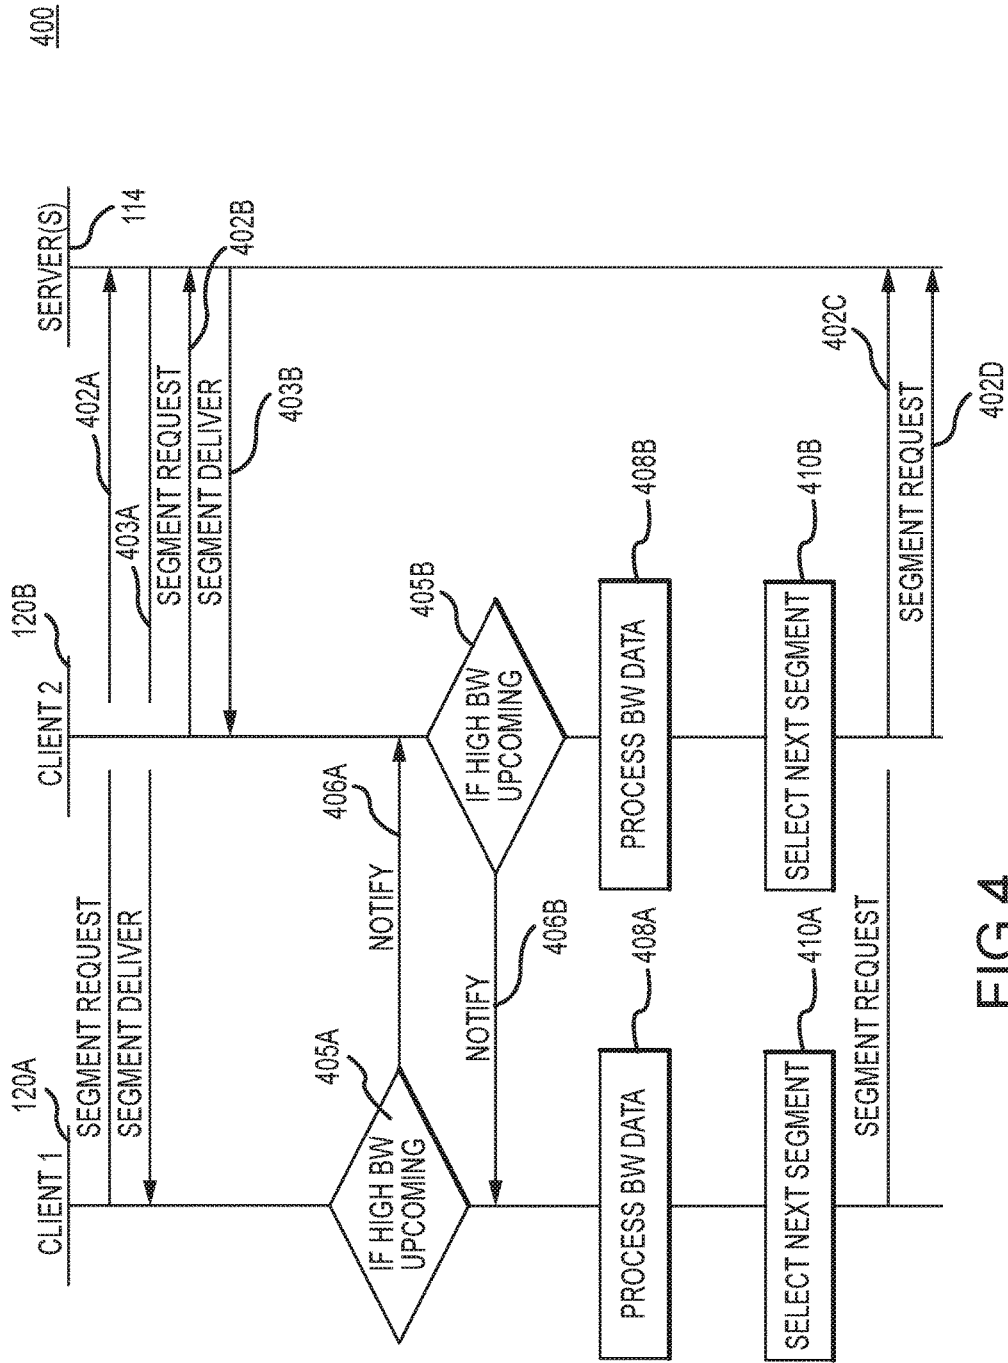 400
CLIENT 1
120A
CLIENT 2
120B
SERVER(S)
114
SEGMENT REQUEST
402A
SEGMENT DELIVER
403A
SEGMENT REQUEST
402B
SEGMENT DELIVER
403B
IF HIGH BW
UPCOMING
405A
NOTIFY
406A
IF HIGH BW
UPCOMING
405B
NOTIFY
406B
PROCESS BW DATA
408A
PROCESS BW DATA
408B
SELECT NEXT SEGMENT
410A
SELECT NEXT SEGMENT
410B
SEGMENT REQUEST
402C
SEGMENT REQUEST
402D
FIG 4